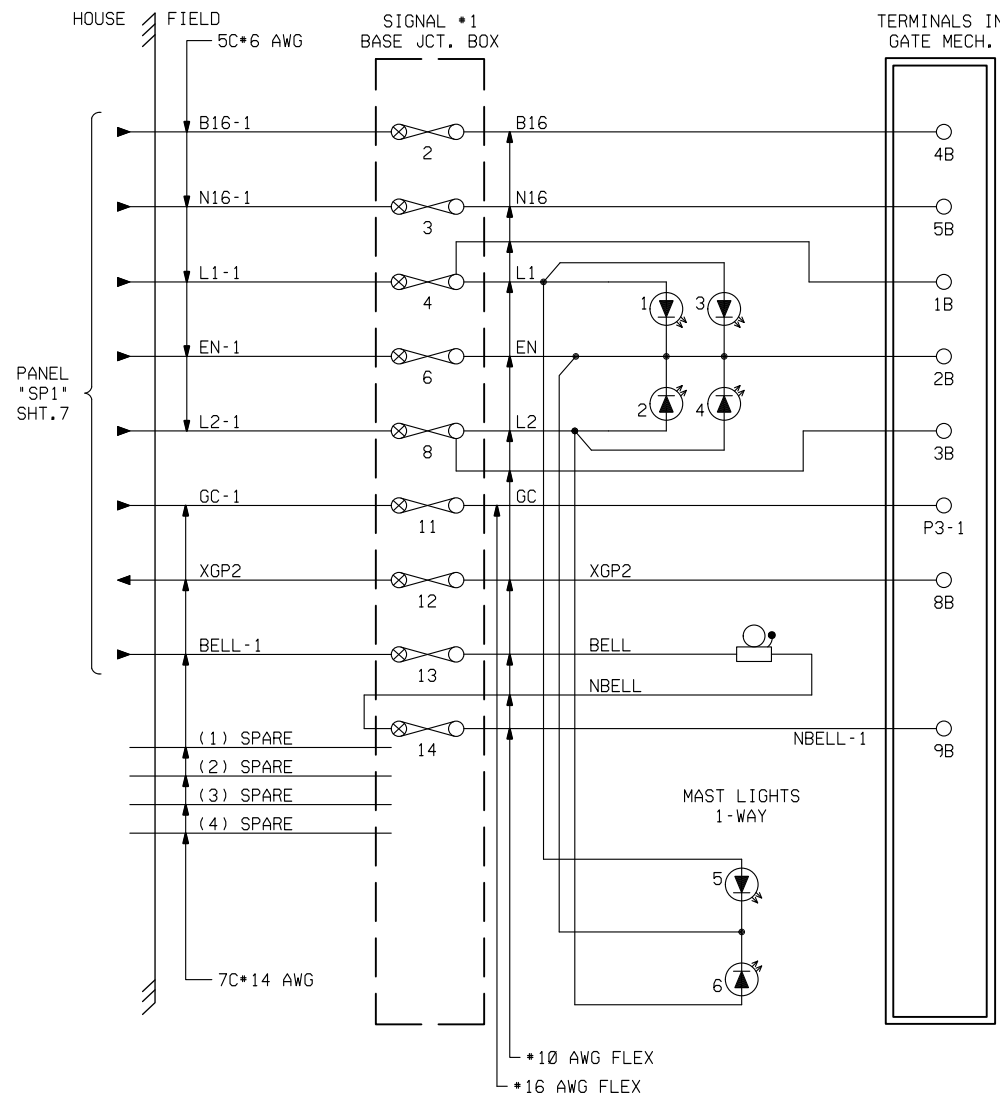 HOUSE FIELD
5C*6 AWG
SIGNAL *1
BASE JCT. BOX
TERMINALS IN
GATE MECH.
B16-1
2
B16
4B
N16-1
3
N16
5B
L1-1
4
L1
1
3
1B
EN-1
6
EN
2B
PANEL
"SP1"
SHT.7
L2-1
8
L2
2
4
3B
GC-1
11
GC
P3-1
XGP2
12
XGP2
8B
BELL-1
13
BELL
NBELL
14
NBELL-1
9B
(1) SPARE
(2) SPARE
(3) SPARE
(4) SPARE
MAST LIGHTS
1-WAY
5
6
7C*14 AWG
*10 AWG FLEX
*16 AWG FLEX